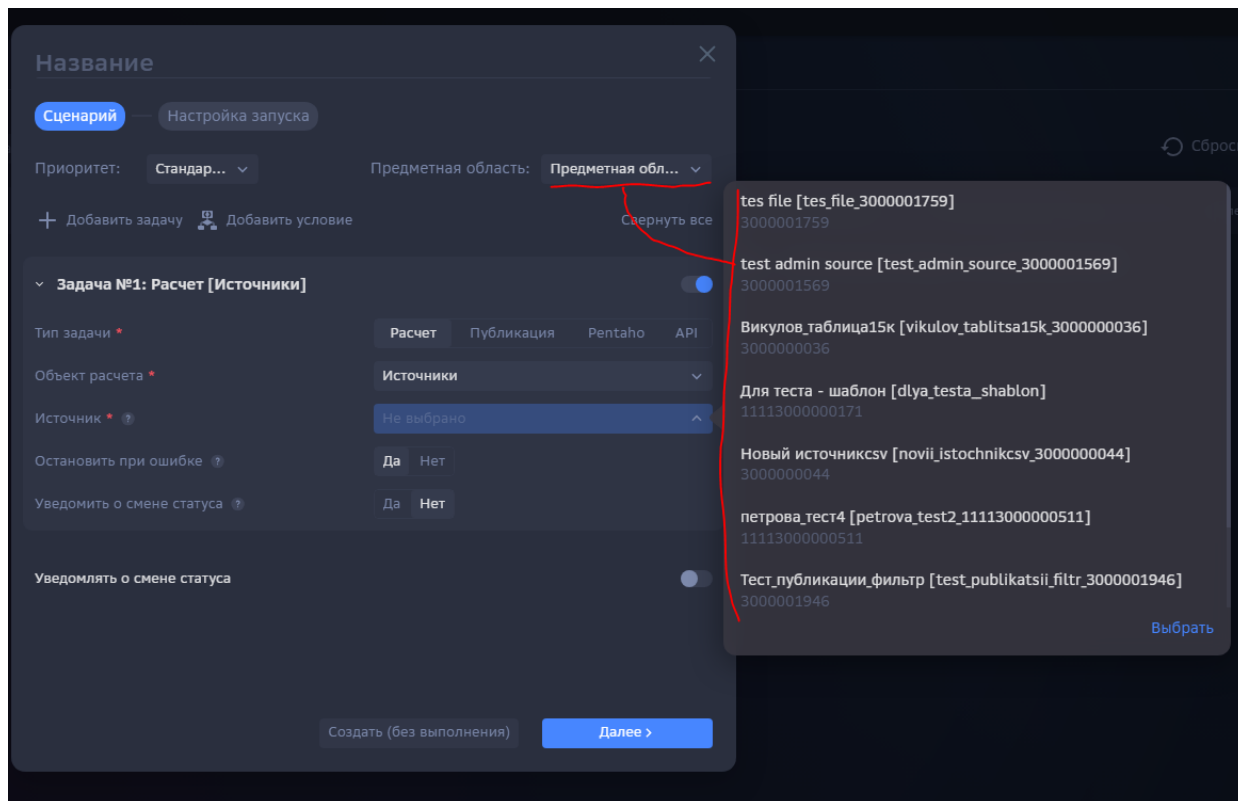 Название
Сценарий
Настройка запуска
Приоритет: Стандар... Предметная область: Предметная обл...
Сброс
Добавить задачу Добавить условие Свернуть все
Задача №1: Расчет [Источники]
Тип задачи * Расчет Публикация Pentaho API
Объект расчета * Источники
Источник * ? Не выбрано
Остановить при ошибке ? Да Нет
Уведомить о смене статуса ? Да Нет
Уведомлять о смене статуса
Создать (без выполнения) Далее >
tes file [tes_file_3000001759]
3000001759
test admin source [test_admin_source_3000001569]
3000001569
Викулов_таблица15к [vikulov_tablitsa15k_3000000036]
3000000036
Для теста - шаблон [dlya_testa_shablon]
11113000000171
Новый источникcsv [novii_istochnikcsv_3000000044]
3000000044
петрова_тест4 [petrova_test2_11113000000511]
11113000000511
Тест_публикации_фильтр [test_publikatsii_filtr_3000001946]
3000001946
Выбрать